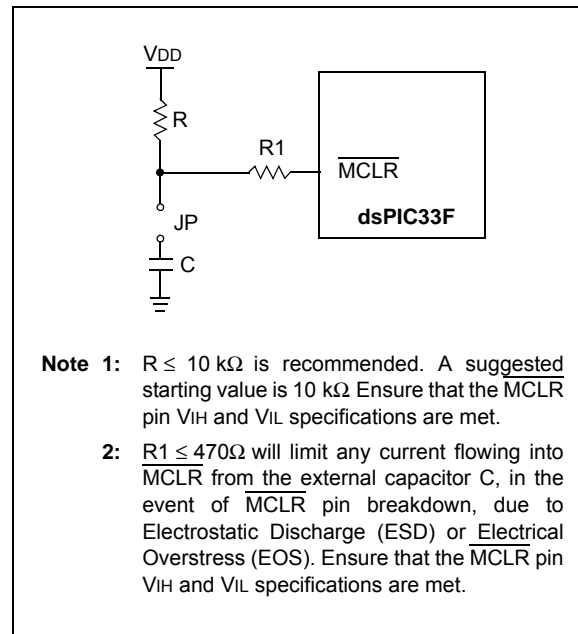 VDD
R
R1
MCLR
dsPIC33F
JP
C
Note 1: R ≤ 10 kΩ is recommended. A suggested
starting value is 10 kΩ Ensure that the MCLR
pin VIH and VIL specifications are met.
2: R1 ≤ 470Ω will limit any current flowing into
MCLR from the external capacitor C, in the
event of MCLR pin breakdown, due to
Electrostatic Discharge (ESD) or Electrical
Overstress (EOS). Ensure that the MCLR pin
VIH and VIL specifications are met.